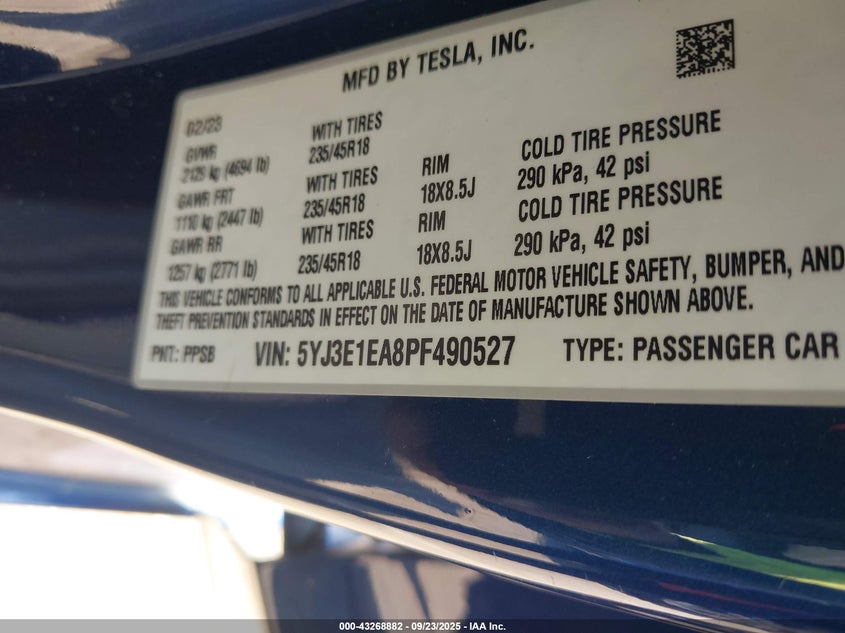 MFD BY TESLA, INC.
02/23
GVWR
2129 kg (4694 lb)
WITH TIRES
235/45R18
RIM
18X8.5J
COLD TIRE PRESSURE
290 kPa, 42 psi
GAWR FRT
1110 kg (2447 lb)
WITH TIRES
235/45R18
RIM
18X8.5J
COLD TIRE PRESSURE
290 kPa, 42 psi
GAWR RR
1257 kg (2771 lb)
WITH TIRES
235/45R18
THIS VEHICLE CONFORMS TO ALL APPLICABLE U.S. FEDERAL MOTOR VEHICLE SAFETY, BUMPER, AND
THEFT PREVENTION STANDARDS IN EFFECT ON THE DATE OF MANUFACTURE SHOWN ABOVE.
PNT: PPSB
VIN: 5YJ3E1EA8PF490527
TYPE: PASSENGER CAR
000-43268882 - 09/23/2025 - IAA Inc.